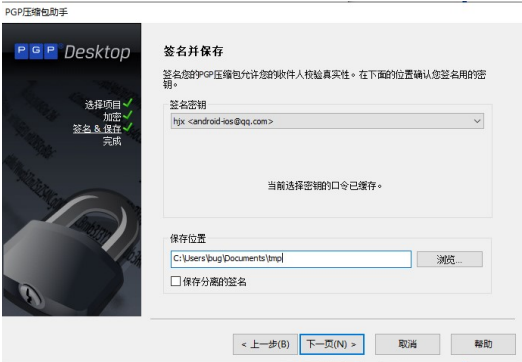 PGP压缩包助手
PGP Desktop
签名并保存
签名您的PGP压缩包允许您的收件人校验真实性。在下面的位置确认您签名用的密
钥。
选择项目
加密
签名 & 保存
完成
签名密钥
hjx <android-ios@qq.com>
当前选择密钥的口令已缓存。
保存位置
C:\Users\bug\Documents\tmp
浏览...
保存分离的签名
< 上一步(B)
下一页(N) >
取消
帮助